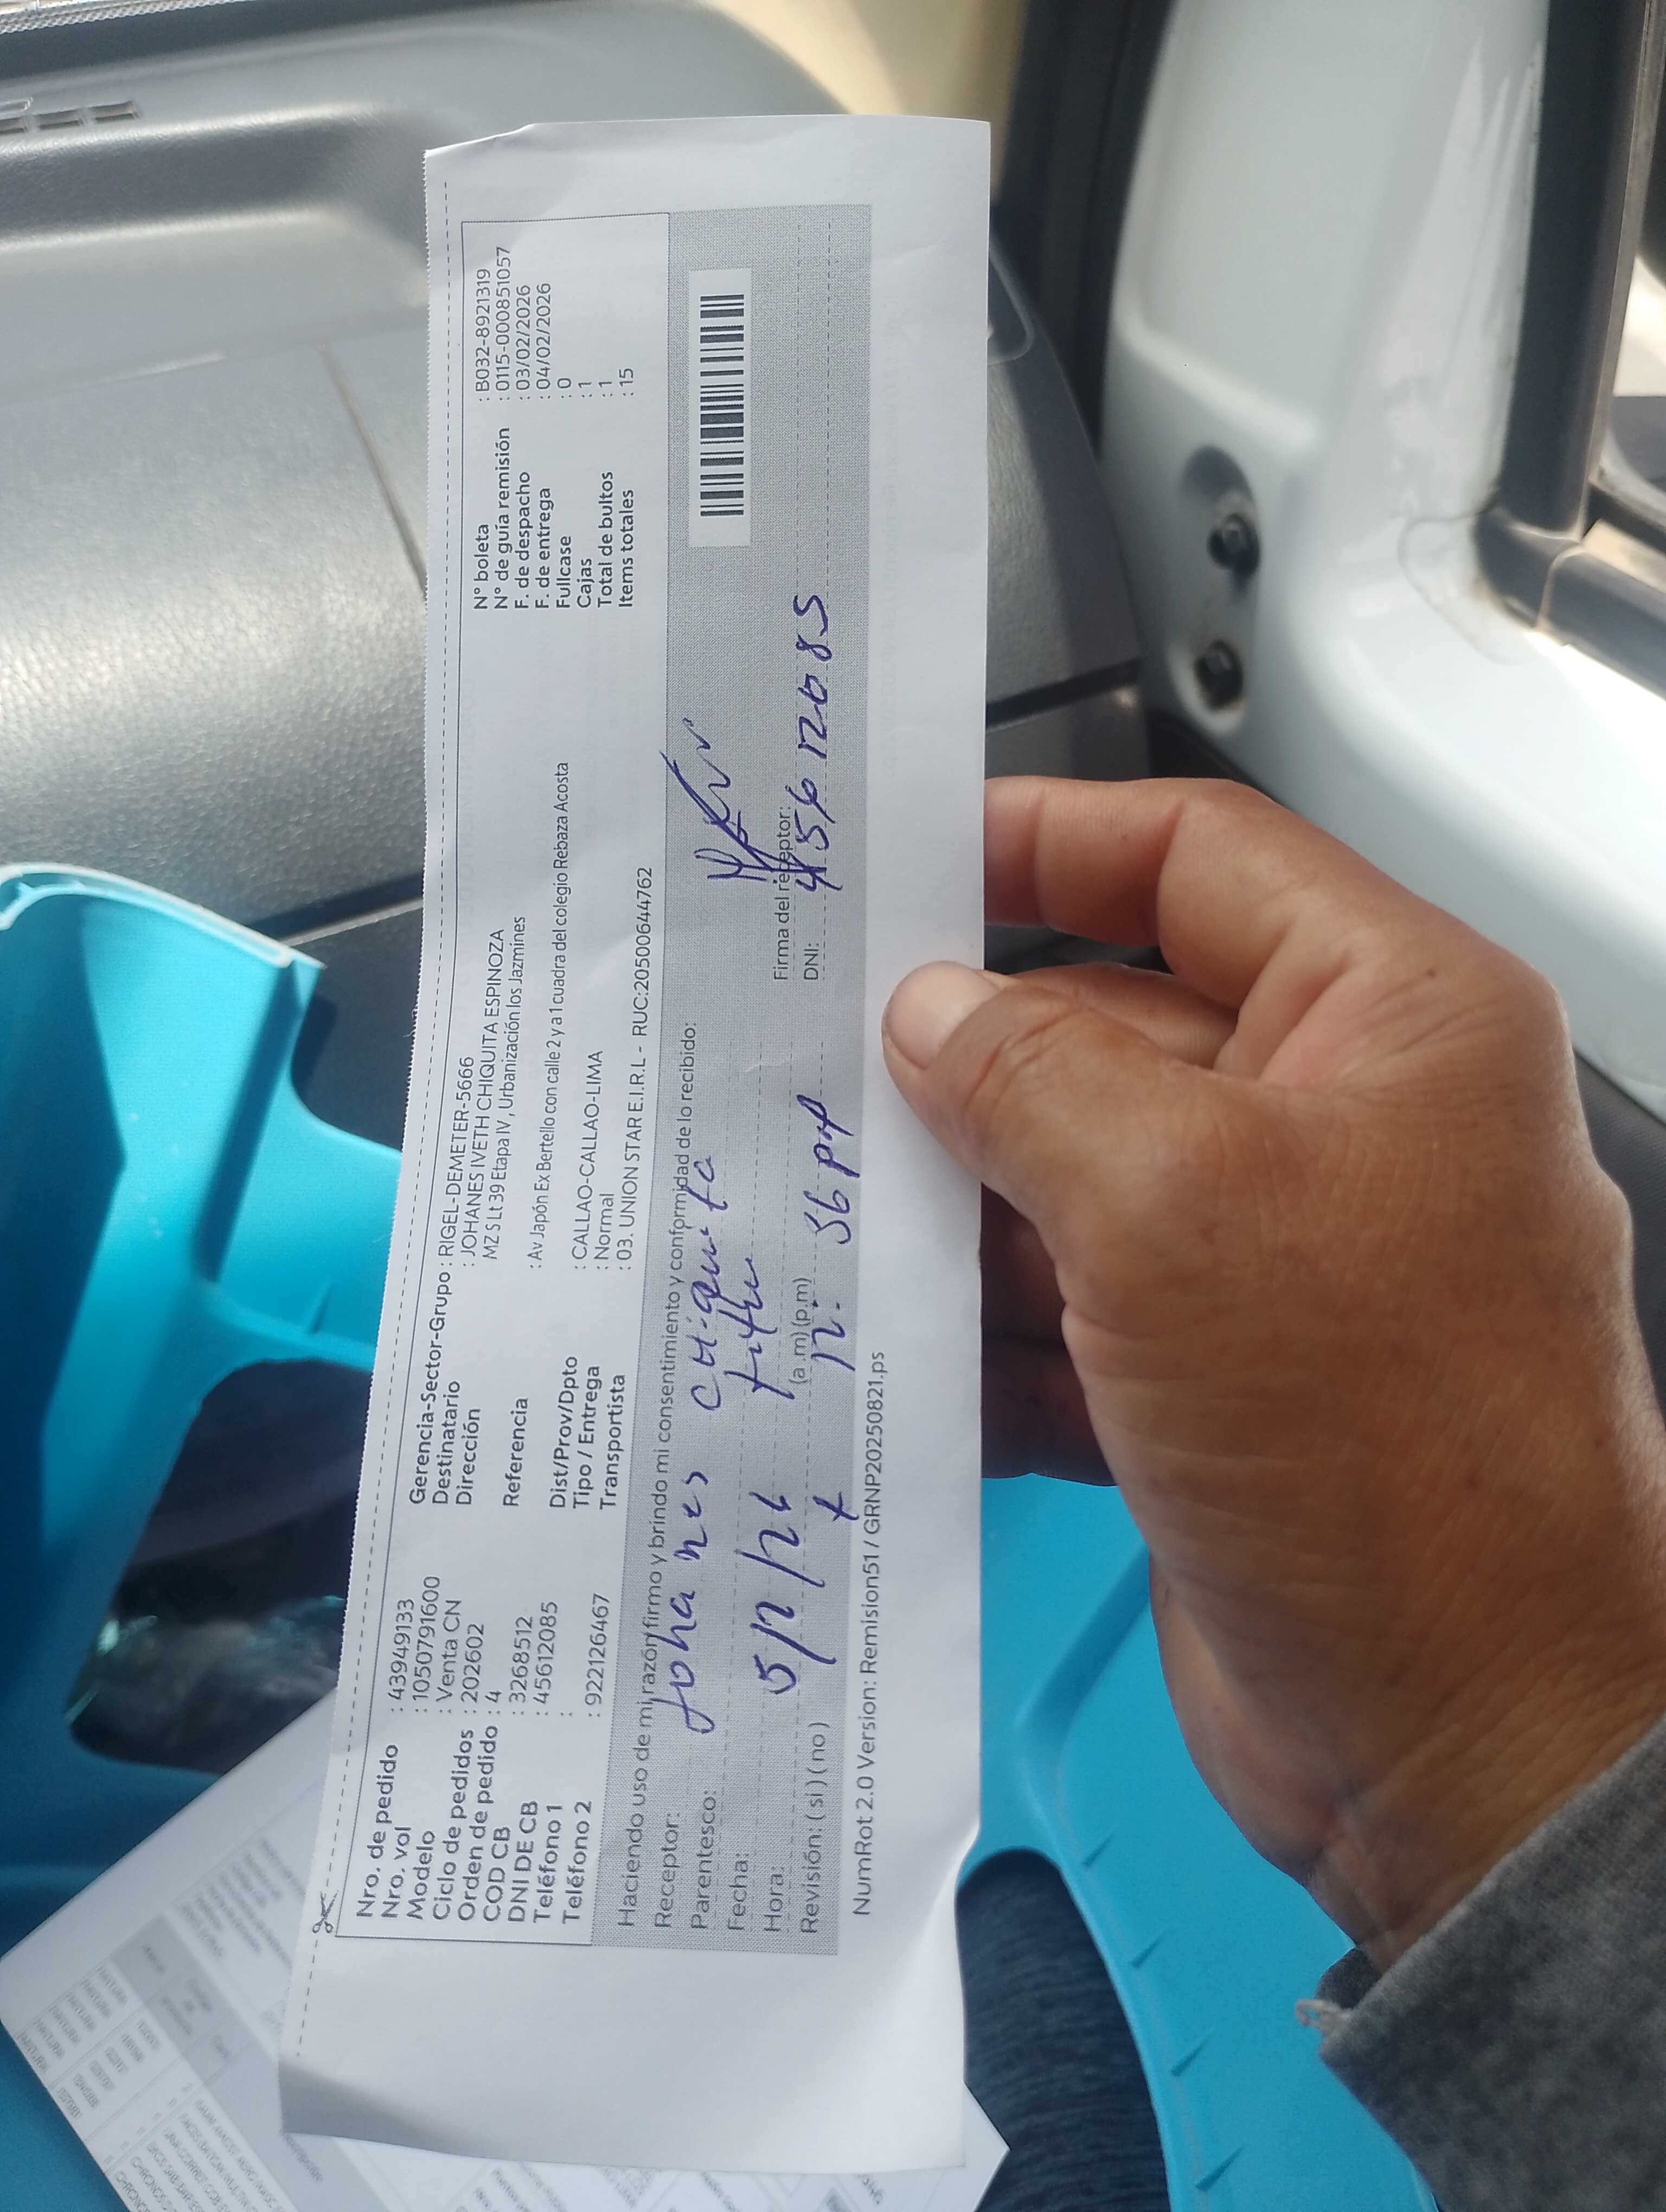 Nro. de pedido : 43949133
Nro. vol : 1050791600
Modelo : Venta CN
Ciclo de pedidos : 202602
Orden de pedido : 4
COD CB : 3268512
DNI DE CB : 45612085
Teléfono 1 :
Teléfono 2 : 922126467
Gerencia-Sector-Grupo : RIGEL-DEMETER-5666
Destinatario : JOHANES IVETH CHIQUITA ESPINOZA
Dirección MZ S Lt 39 Etapa IV , Urbanización los Jazmines
Referencia : Av Japón Ex Bertello con calle 2 y a 1 cuadra del colegio Rebaza Acosta
Dist/Prov/Dpto : CALLAO-CALLAO-LIMA
Tipo / Entrega : Normal
Transportista : 03. UNION STAR E.I.R.L - RUC:20500644762
N° boleta : B032-8921319
N° de guía remisión : 0115-000851057
F. de despacho : 03/02/2026
F. de entrega : 04/02/2026
Fullcase : 0
Cajas : 1
Total de bultos : 1
Items totales : 15
Haciendo uso de mi razón firmo y brindo mi consentimiento y conformidad de lo recibido:
Receptor: Johanes CHiquita
Parentesco:
Fecha: 5/2/26
Hora: (a.m) (p.m) 12:36 pm
Revisión: ( si ) ( no )
Firma del receptor:
DNI: 45612085
NumRot 2.0 Version: Remision51 / GRNP20250821.ps